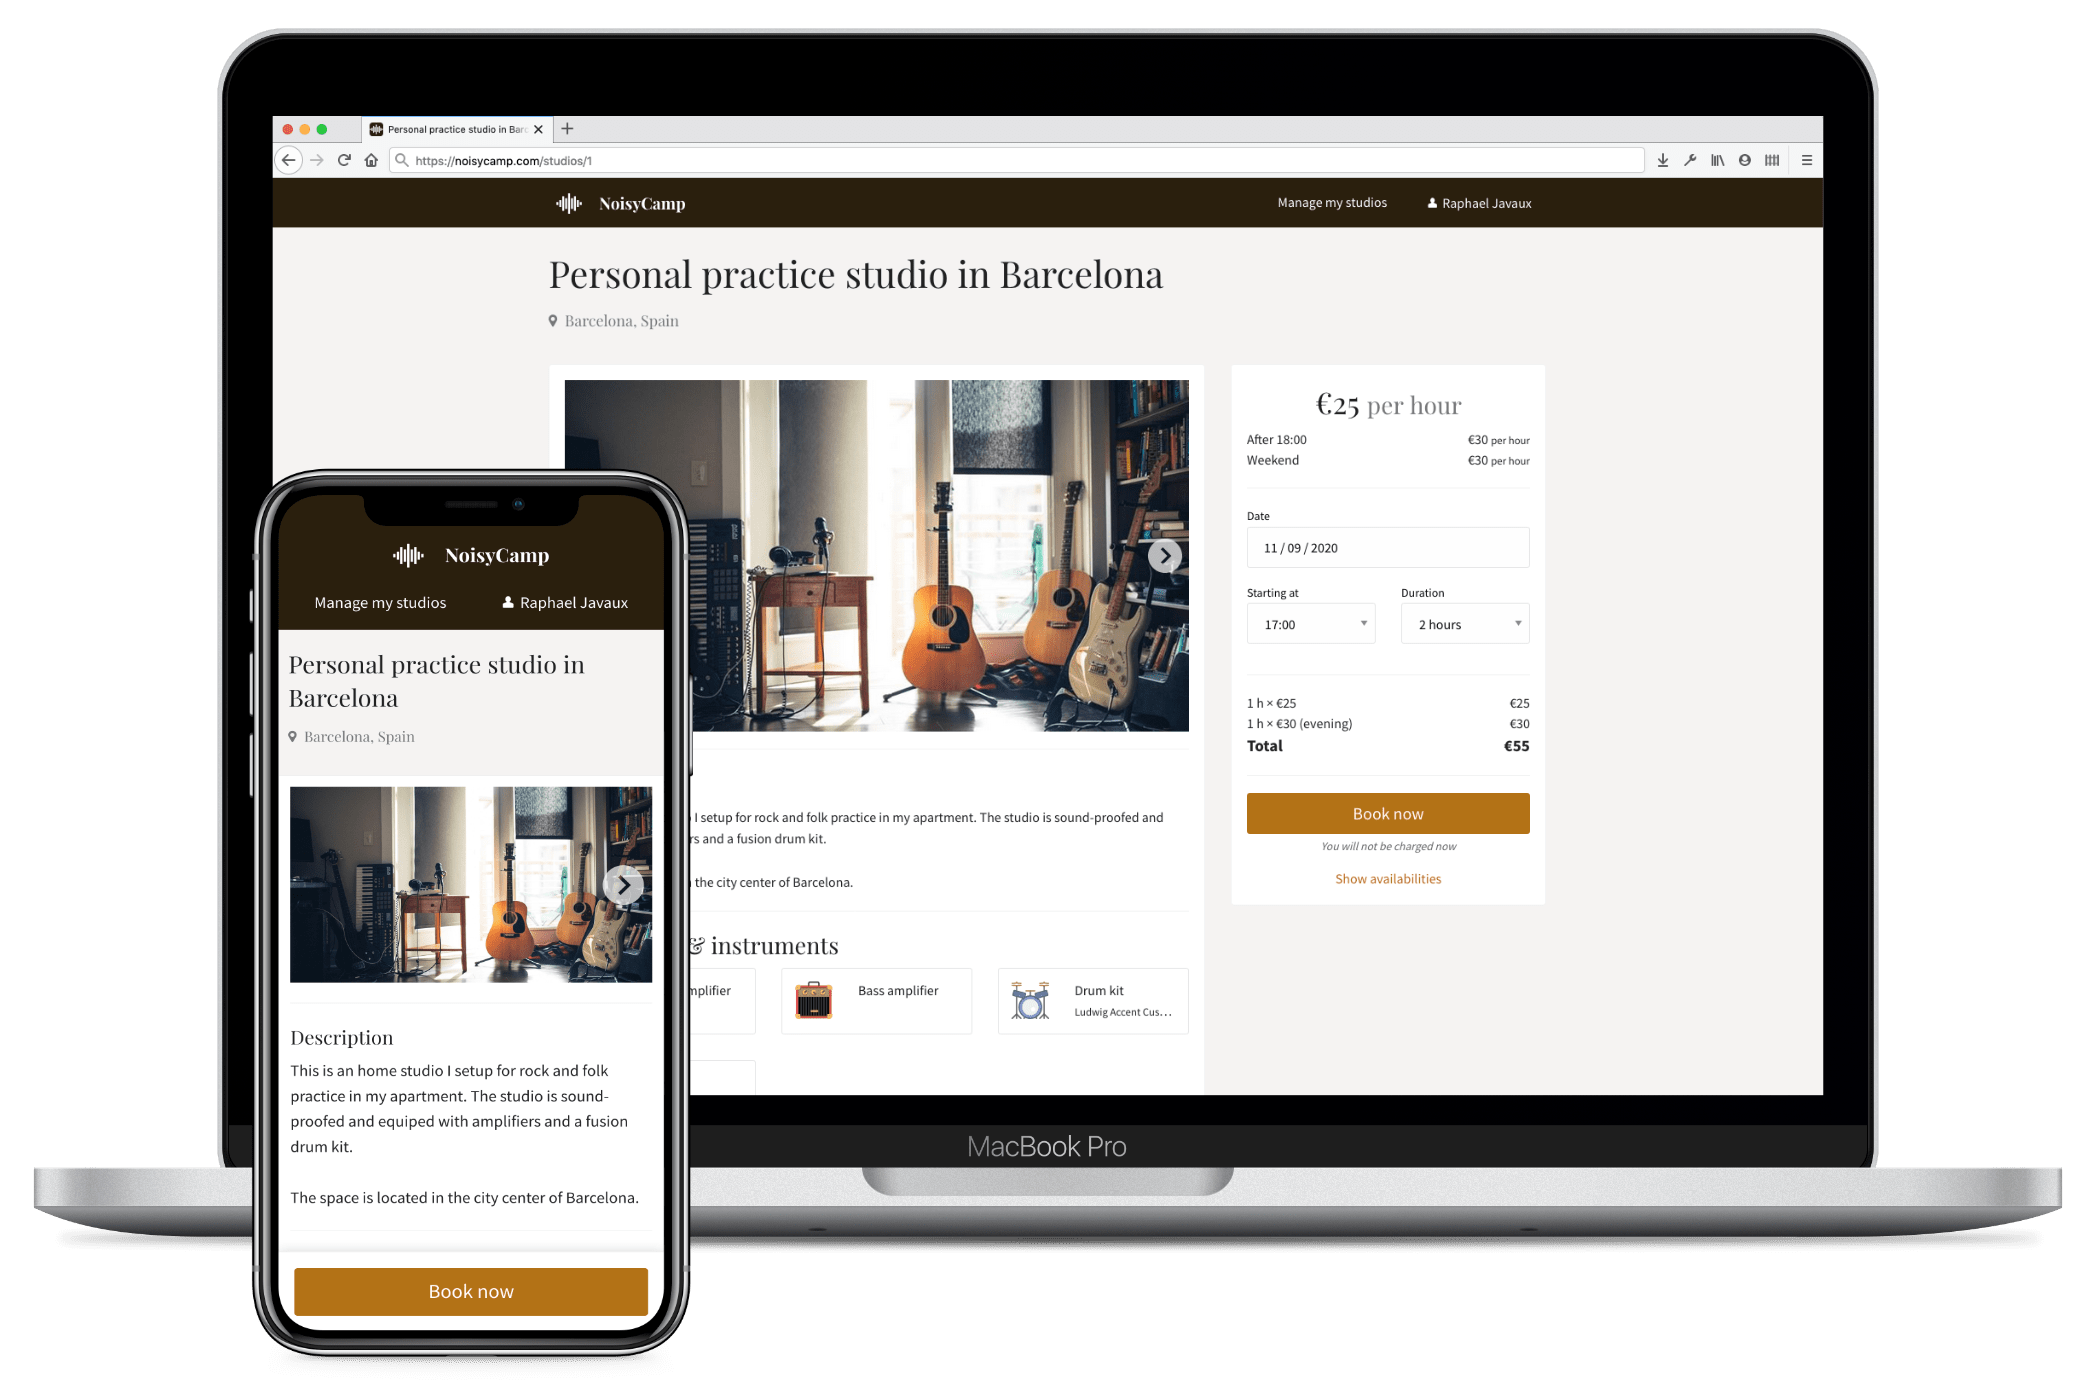 Personal practice studio in Barc
https://noisycamp.com/studios/1
NoisyCamp
Manage my studios
Raphael Javaux
Personal practice studio in Barcelona
Barcelona, Spain
€25 per hour
After 18:00 €30 per hour
Weekend €30 per hour
Date
11 / 09 / 2020
Starting at Duration
17:00 2 hours
1 h × €25 €25
1 h × €30 (evening) €30
Total €55
Book now
You will not be charged now
Show availabilities
I setup for rock and folk practice in my apartment. The studio is sound-proofed and
rs and a fusion drum kit.
the city center of Barcelona.
& instruments
mplifier
Bass amplifier
Drum kit
Ludwig Accent Cus...
MacBook Pro
NoisyCamp
Manage my studios
Raphael Javaux
Personal practice studio in
Barcelona
Barcelona, Spain
Description
This is an home studio I setup for rock and folk
practice in my apartment. The studio is sound-
proofed and equiped with amplifiers and a fusion
drum kit.
The space is located in the city center of Barcelona.
Book now